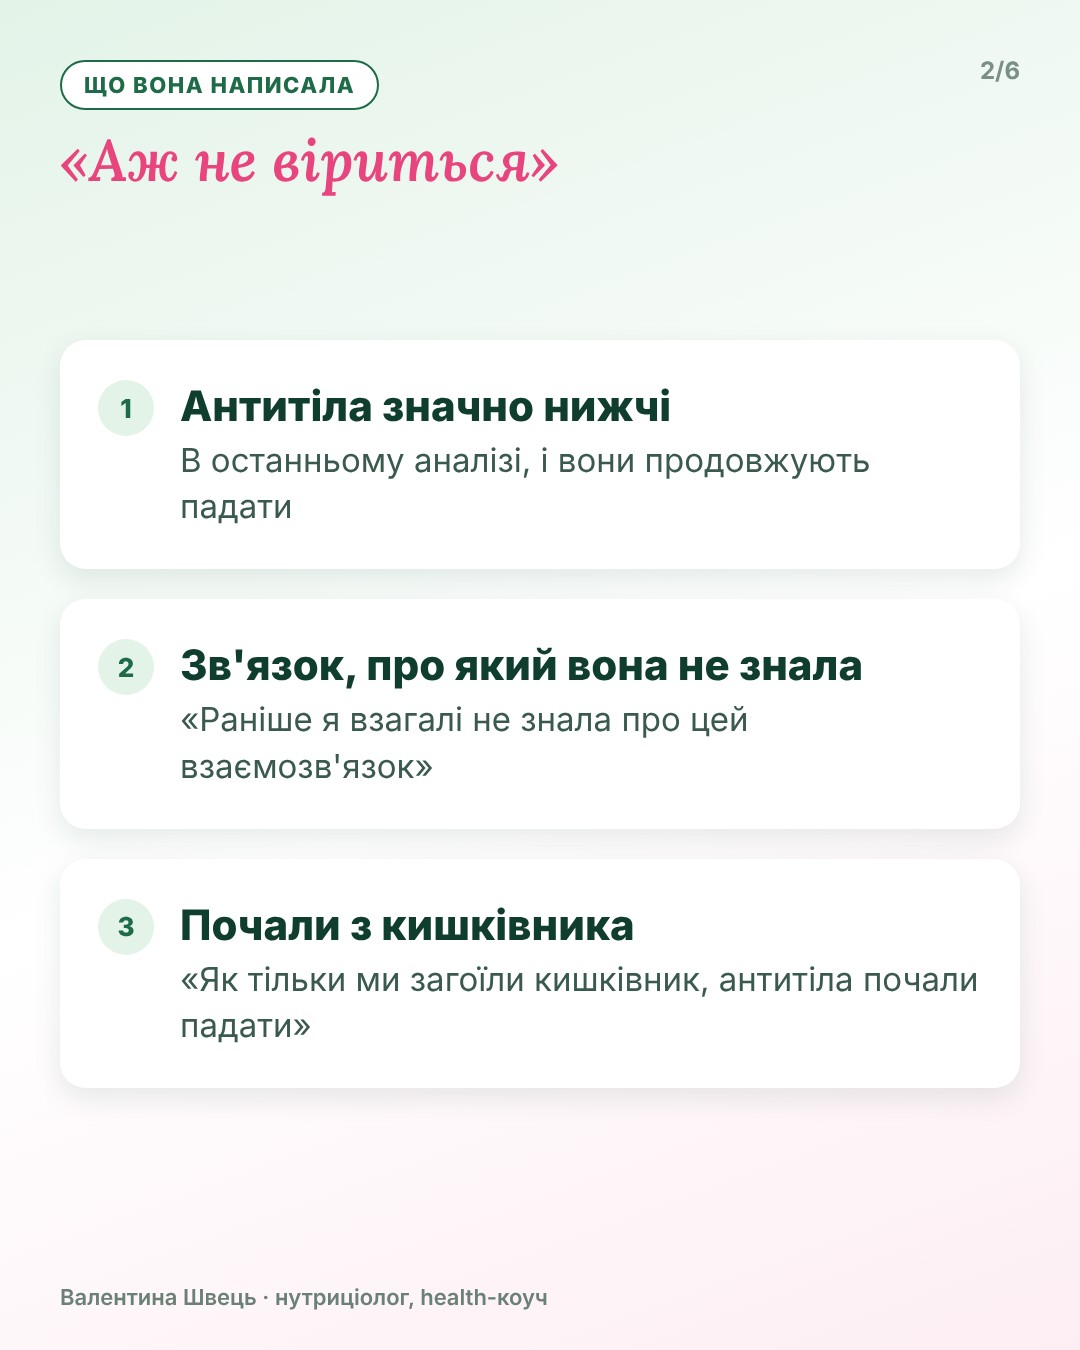 ЩО ВОНА НАПИСАЛА
2/6
«Аж не віриться»
1
Антитіла значно нижчі
В останньому аналізі, і вони продовжують
падати
2
Зв'язок, про який вона не знала
«Раніше я взагалі не знала про цей
взаємозв'язок»
3
Почали з кишківника
«Як тільки ми загоїли кишківник, антитіла почали
падати»
Валентина Швець · нутриціолог, health-коуч